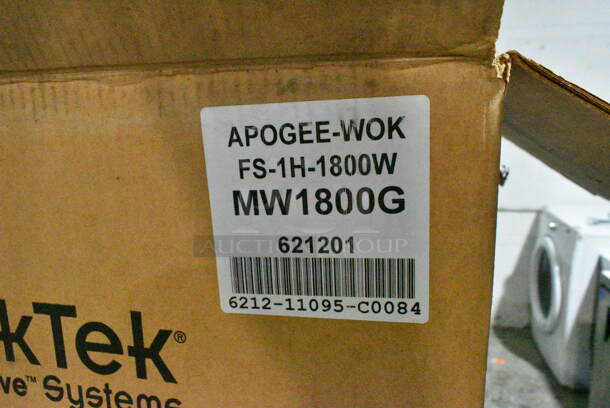 APOGEE-WOK
FS-1H-1800W
MW1800G
621201
6212-11095-C0084
kTek®
ve™ Systems